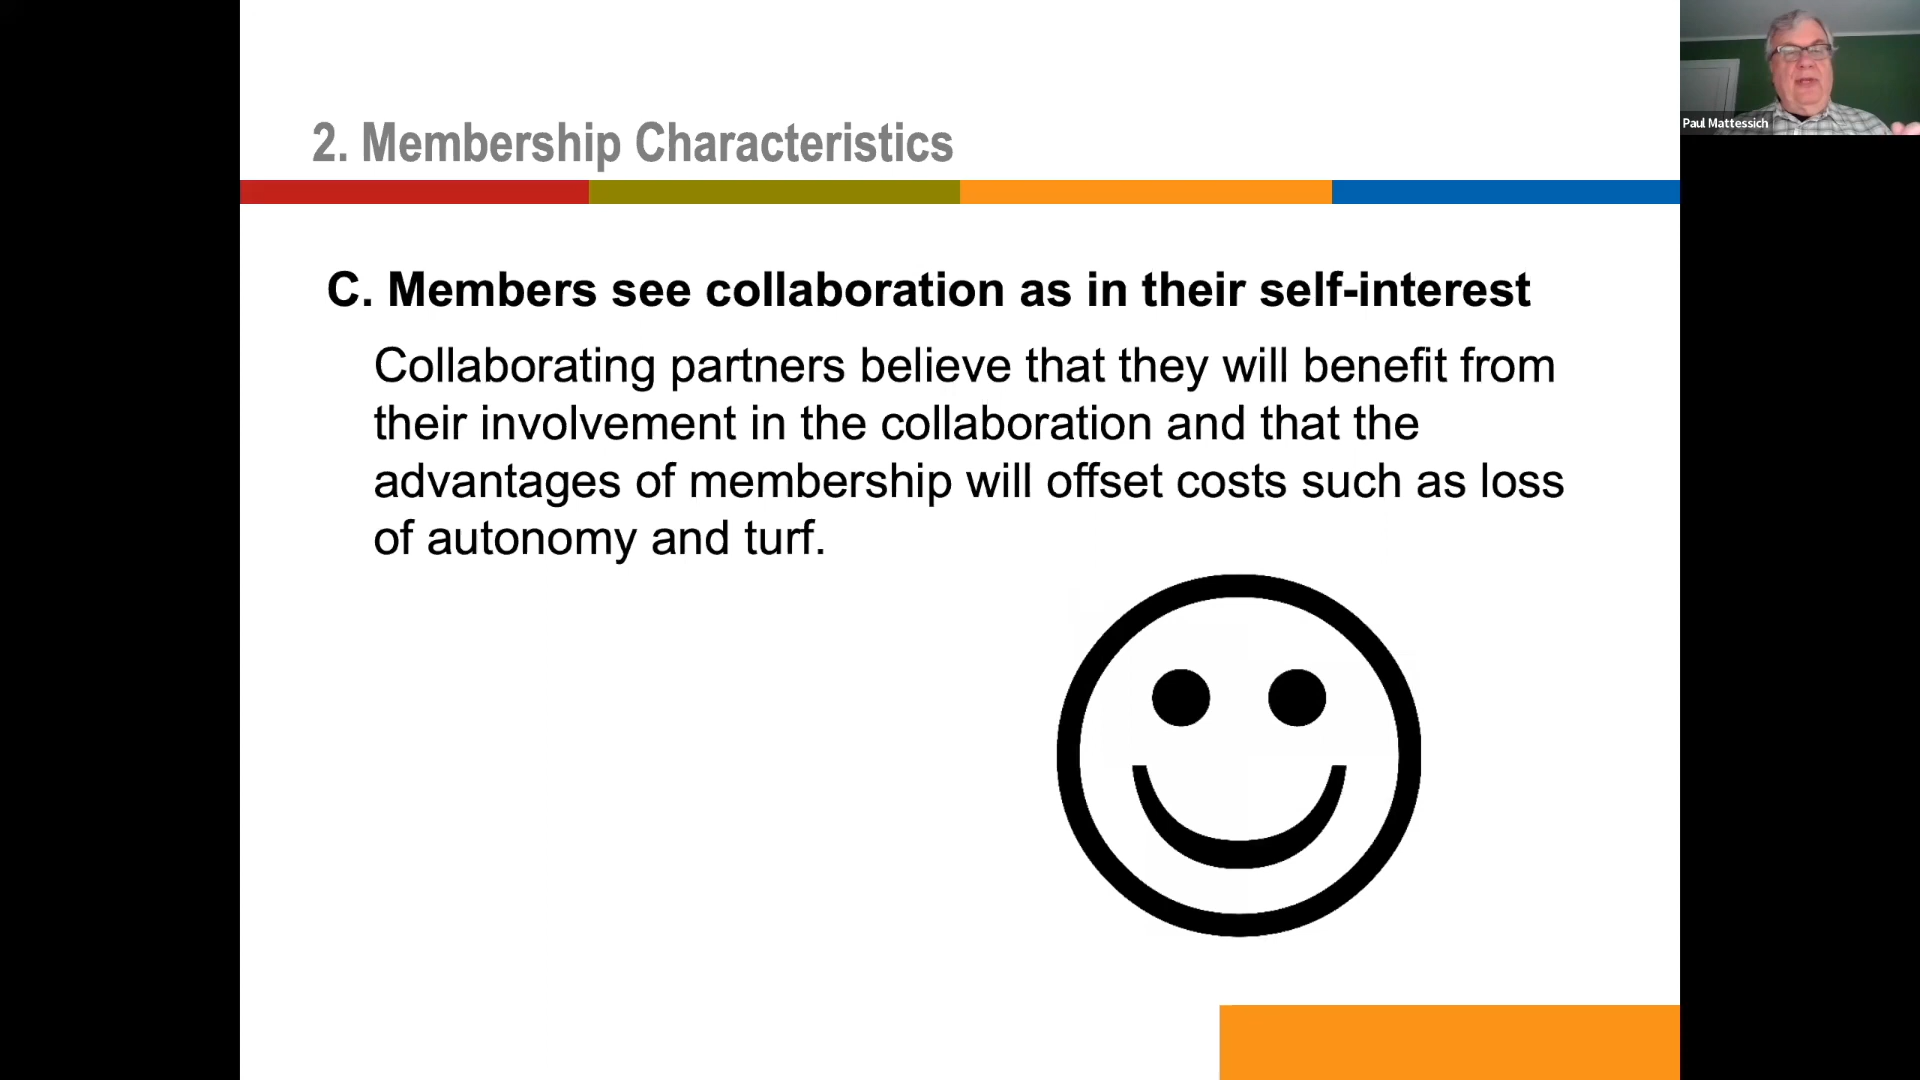 2. Membership Characteristics
Paul Mattessich
C. Members see collaboration as in their self-interest
Collaborating partners believe that they will benefit from
their involvement in the collaboration and that the
advantages of membership will offset costs such as loss
of autonomy and turf.